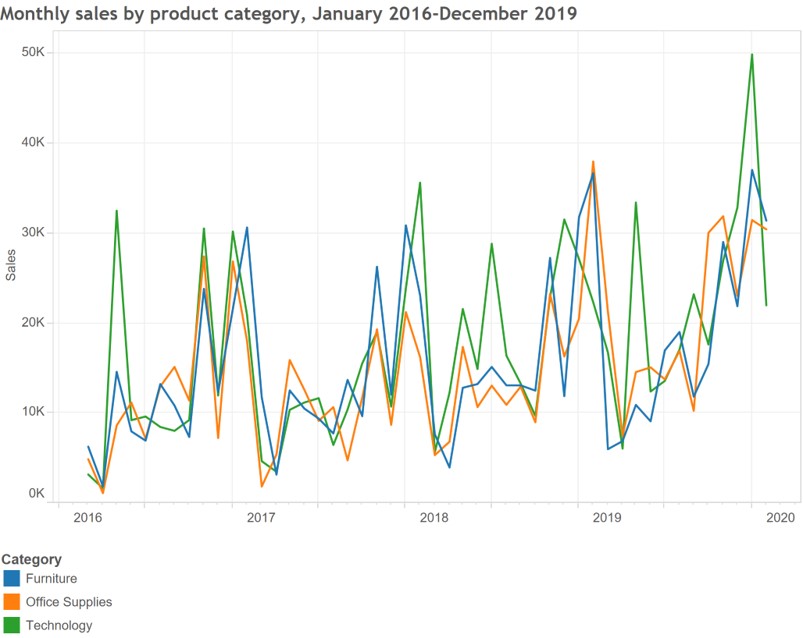 Monthly sales by product category, January 2016-December 2019
50K
40K
30K
20K
10K
0K
Sales
2016 2017 2018 2019 2020
Category
Furniture
Office Supplies
Technology